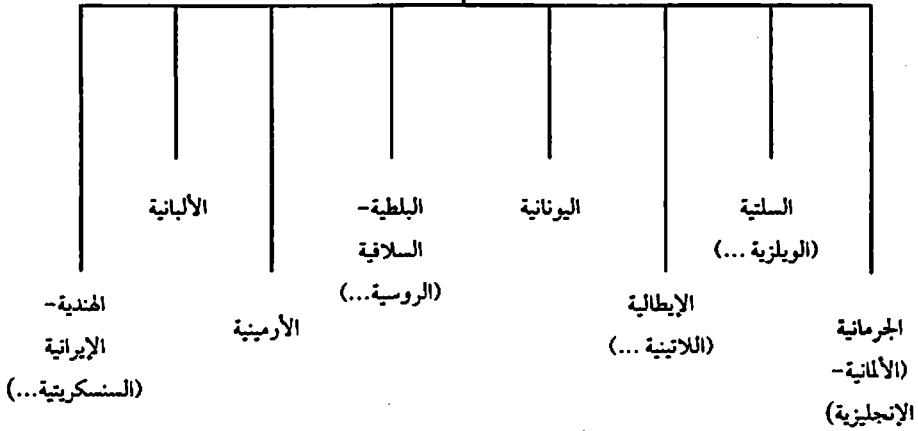 الجرمانية
(الألمانية-
الإنجليزية)
السلتية
(الويلزية ...)
الإيطالية
(اللاتينية ...)
اليونانية
البلطية-
السلافية
(الروسية...)
الأرمينية
الألبانية
الهندية-
الإيرانية
(السنسكريتية...)